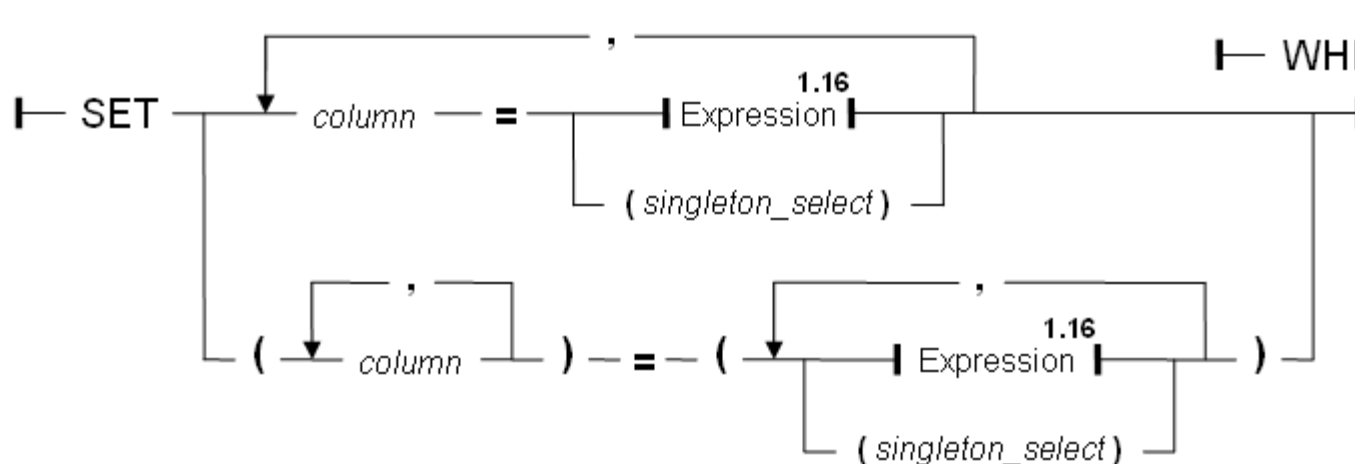 ,
WH
1.16
SET column = Expression
( singleton_select )
, ,
1.16
( column ) = ( Expression )
( singleton_select )